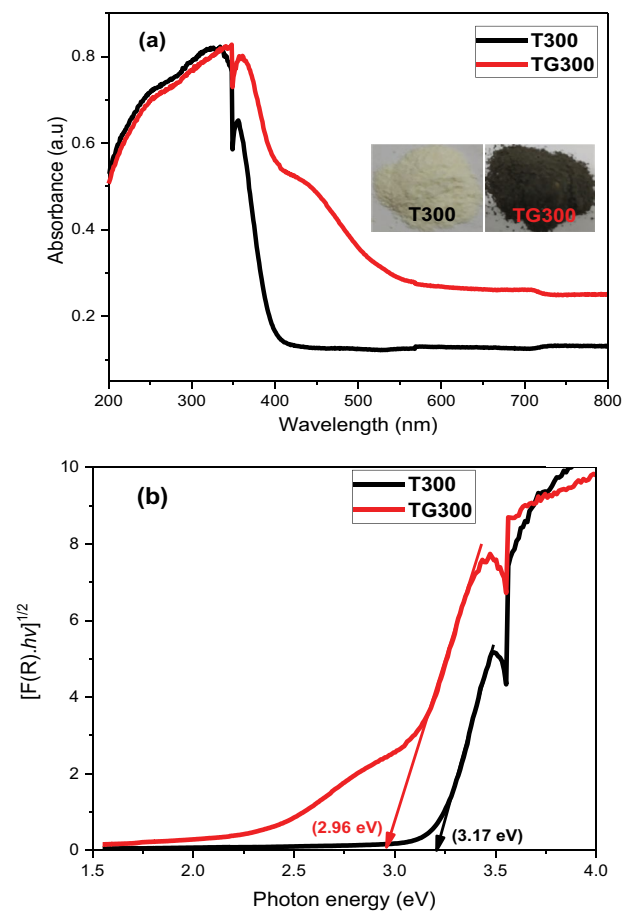 (a)
T300
TG300
0.8
0.6
0.4
0.2
Absorbance (a.u)
T300
TG300
200 300 400 500 600 700 800
Wavelength (nm)
(b)
T300
TG300
10
8
6
4
2
0
[F(R).hv]^1/2
(2.96 eV)
(3.17 eV)
1.5 2.0 2.5 3.0 3.5 4.0
Photon energy (eV)